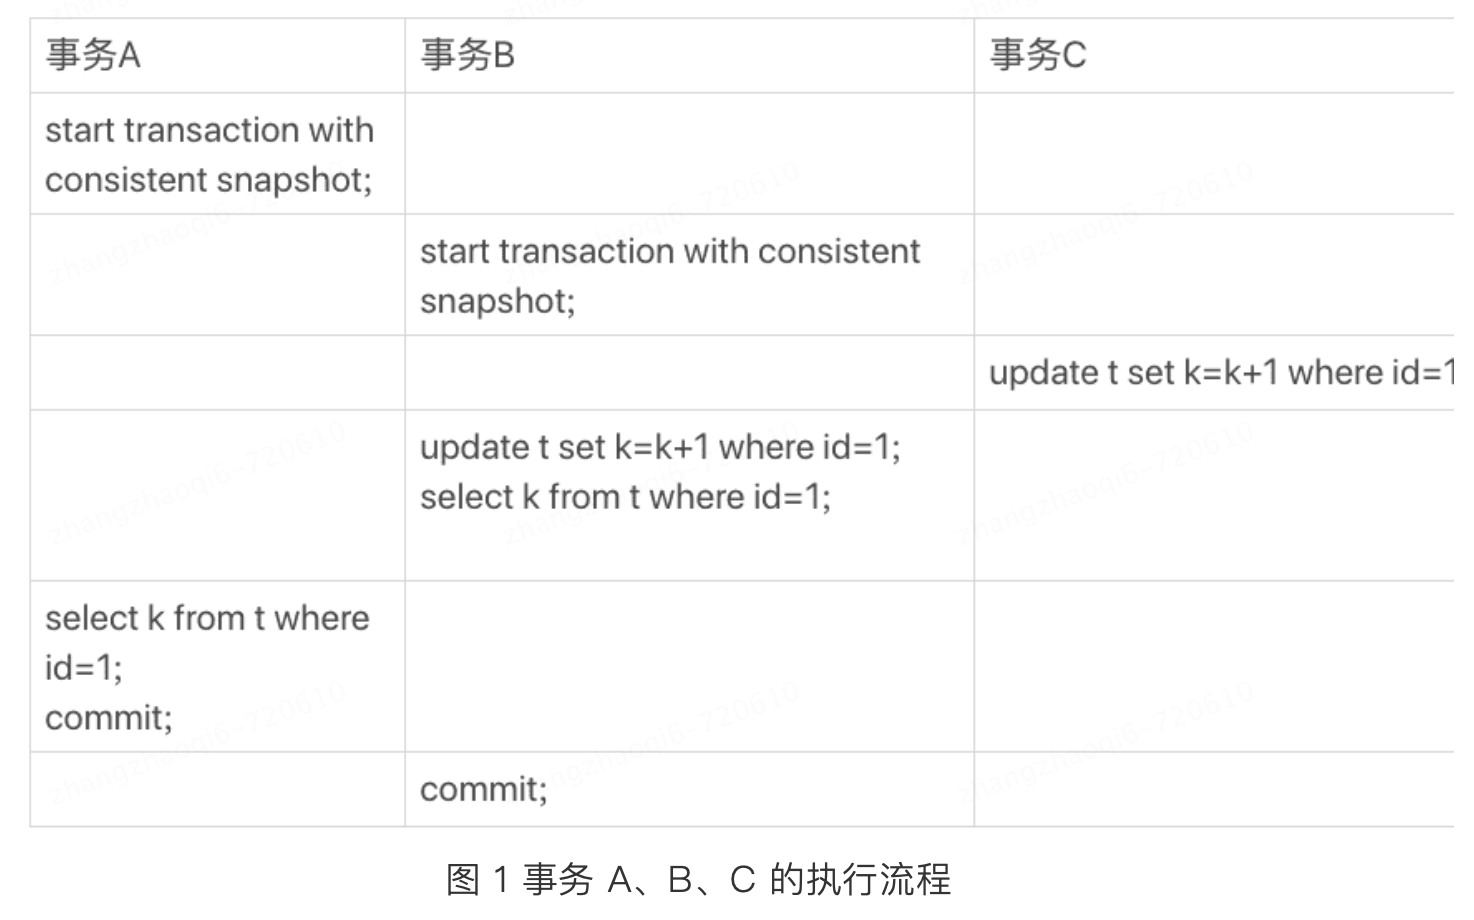 事务A
事务B
事务C
start transaction with
consistent snapshot;
start transaction with consistent
snapshot;
update t set k=k+1 where id=1
update t set k=k+1 where id=1;
select k from t where id=1;
select k from t where
id=1;
commit;
commit;
图 1 事务 A、B、C 的执行流程
zhangzhaoqi6-720610